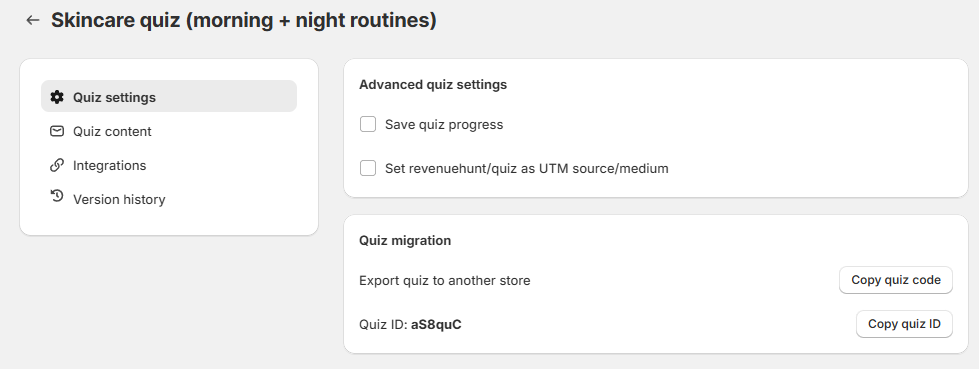 Skincare quiz (morning + night routines)
Quiz settings
Quiz content
Integrations
Version history
Advanced quiz settings
Save quiz progress
Set revenuehunt/quiz as UTM source/medium
Quiz migration
Export quiz to another store
Copy quiz code
Quiz ID: aS8quC
Copy quiz ID